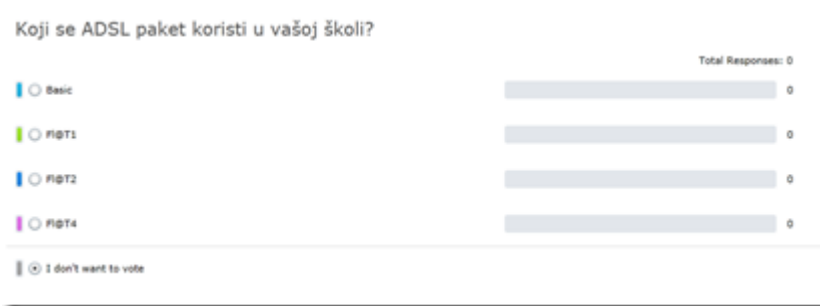 Koji se ADSL paket koristi u vašoj školi?
Total Responses: 0
Basic 0
Fl@T1 0
Fl@T2 0
Fl@T4 0
I don't want to vote